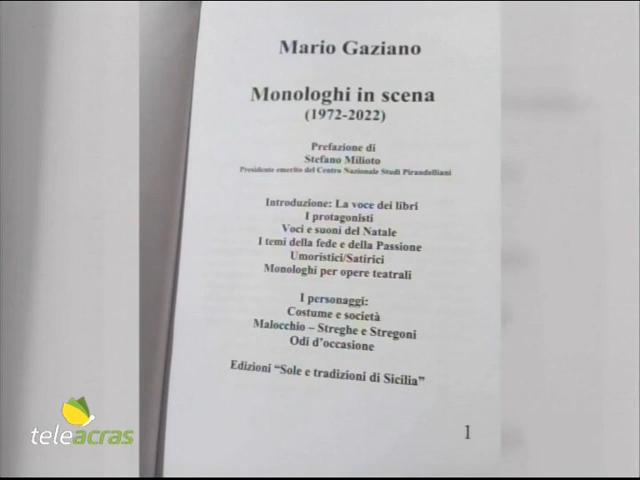 Mario Gaziano
Monologhi in scena
(1972-2022)
Prefazione di
Stefano Milioto
Presidente emerito del Centro Nazionale Studi Pirandelliani
Introduzione: La voce dei libri
I protagonisti
Voci e suoni del Natale
I temi della fede e della Passione
Umoristici/Satirici
Monologhi per opere teatrali
I personaggi:
Costume e società
Malocchio – Streghe e Stregoni
Odi d'occasione
Edizioni "Sole e tradizioni di Sicilia"
1
teleacras